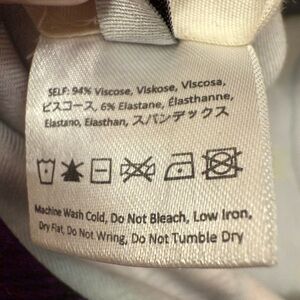 SELF: 94% Viscose, Viskose, Viscosa,
ビスコース, 6% Elastane, Élasthanne,
Elastano, Elasthan, スパンデックス
Machine Wash Cold, Do Not Bleach, Low Iron,
Dry Flat, Do Not Wring, Do Not Tumble Dry